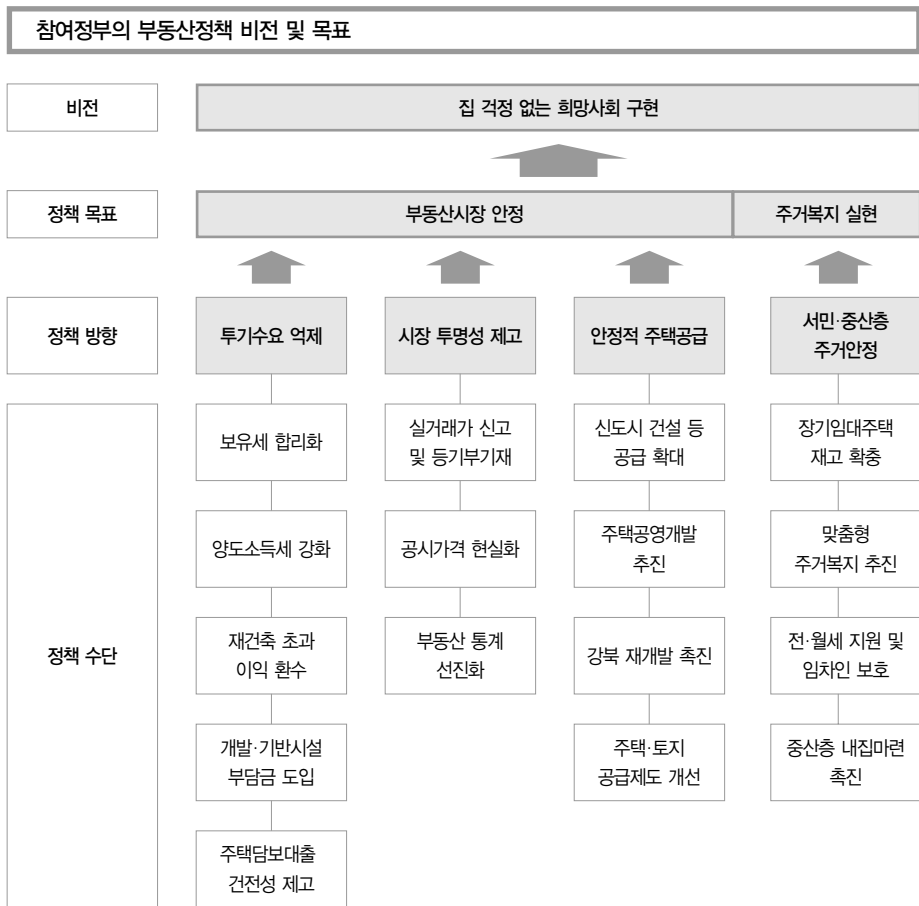 참여정부의 부동산정책 비전 및 목표
비전
집 걱정 없는 희망사회 구현
정책 목표
부동산시장 안정
주거복지 실현
정책 방향
투기수요 억제
시장 투명성 제고
안정적 주택공급
서민·중산층
주거안정
정책 수단
보유세 합리화
양도소득세 강화
재건축 초과
이익 환수
개발·기반시설
부담금 도입
주택담보대출
건전성 제고
실거래가 신고
및 등기부기재
공시가격 현실화
부동산 통계
선진화
신도시 건설 등
공급 확대
주택공영개발
추진
강북 재개발 촉진
주택·토지
공급제도 개선
장기임대주택
재고 확충
맞춤형
주거복지 추진
전·월세 지원 및
임차인 보호
중산층 내집마련
촉진